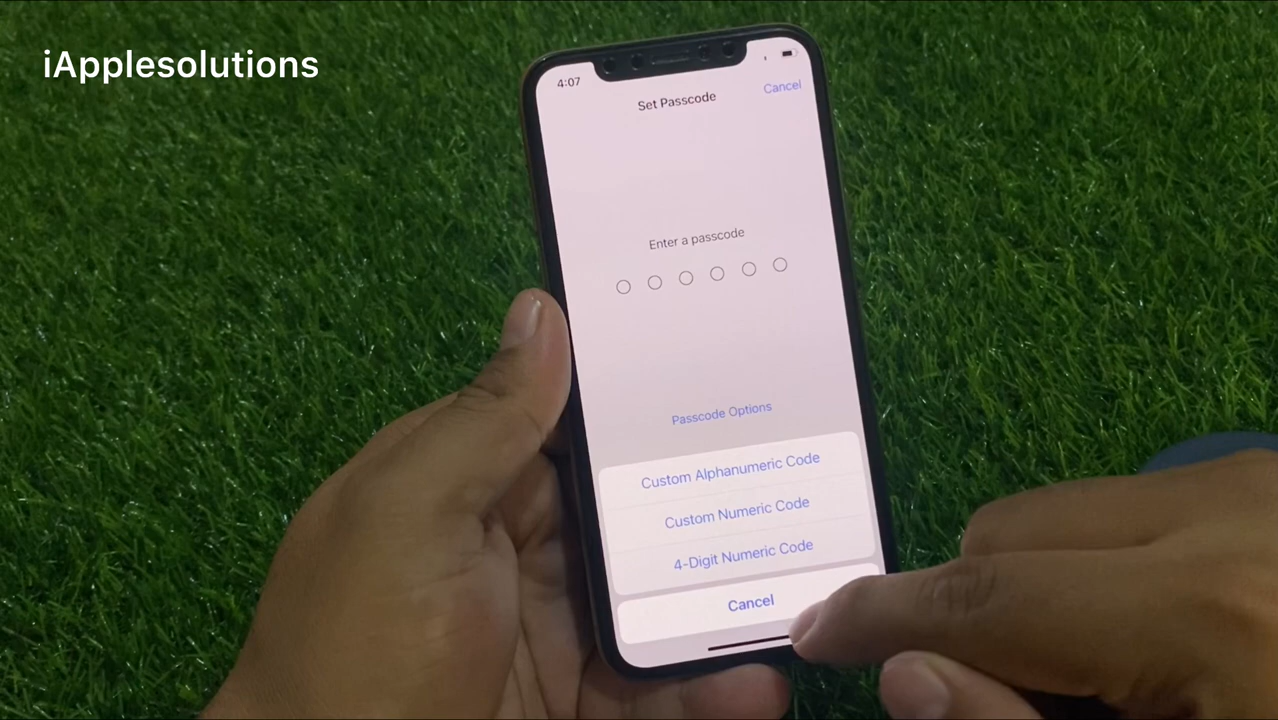 iApplesolutions
4:07
Set Passcode
Cancel
Enter a passcode
Passcode Options
Custom Alphanumeric Code
Custom Numeric Code
4-Digit Numeric Code
Cancel